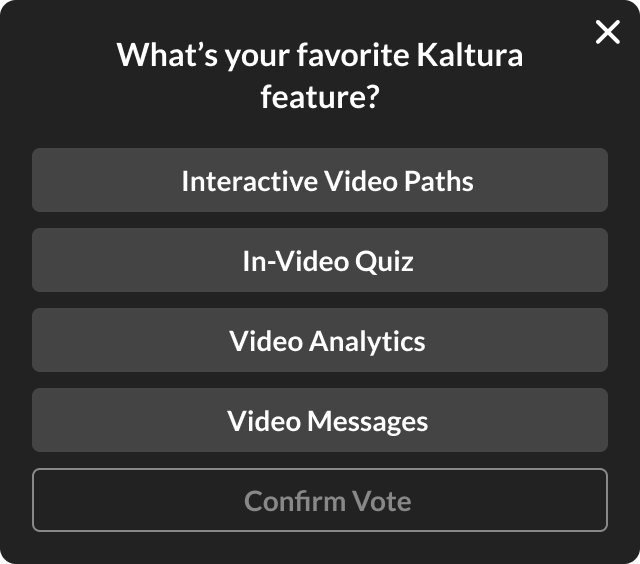 What’s your favorite Kaltura
feature?
Interactive Video Paths
In-Video Quiz
Video Analytics
Video Messages
Confirm Vote